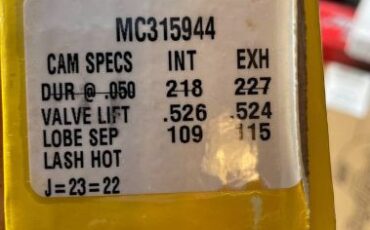 MC315944
CAM SPECS INT EXH
DUR @ .050 218 227
VALVE LIFT .526 .524
LOBE SEP 109 115
LASH HOT
J=23=22